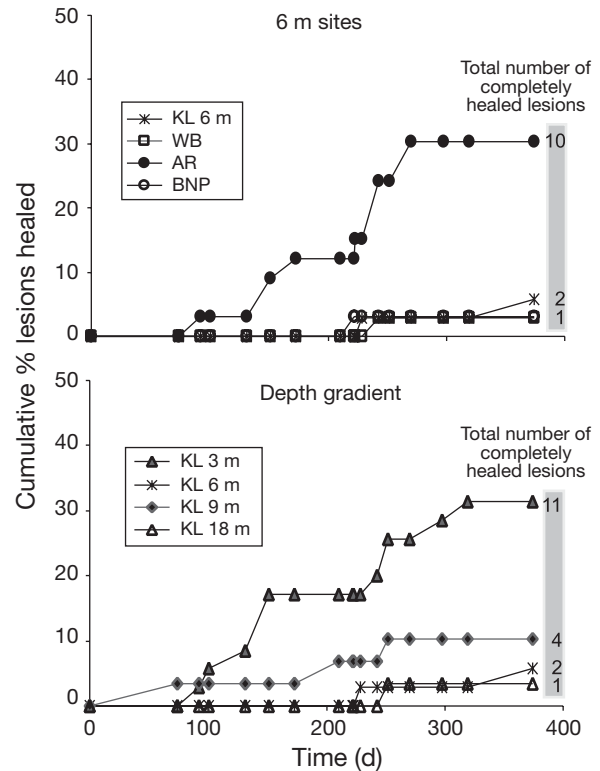 Cumulative % lesions healed
6 m sites
50
40
30
20
10
0
KL 6 m
WB
AR
BNP
Total number of
completely
healed lesions
10
2
1
Depth gradient
50
40
30
20
10
0
KL 3 m
KL 6 m
KL 9 m
KL 18 m
Total number of
completely
healed lesions
11
4
2
1
0
100
200
300
400
Time (d)